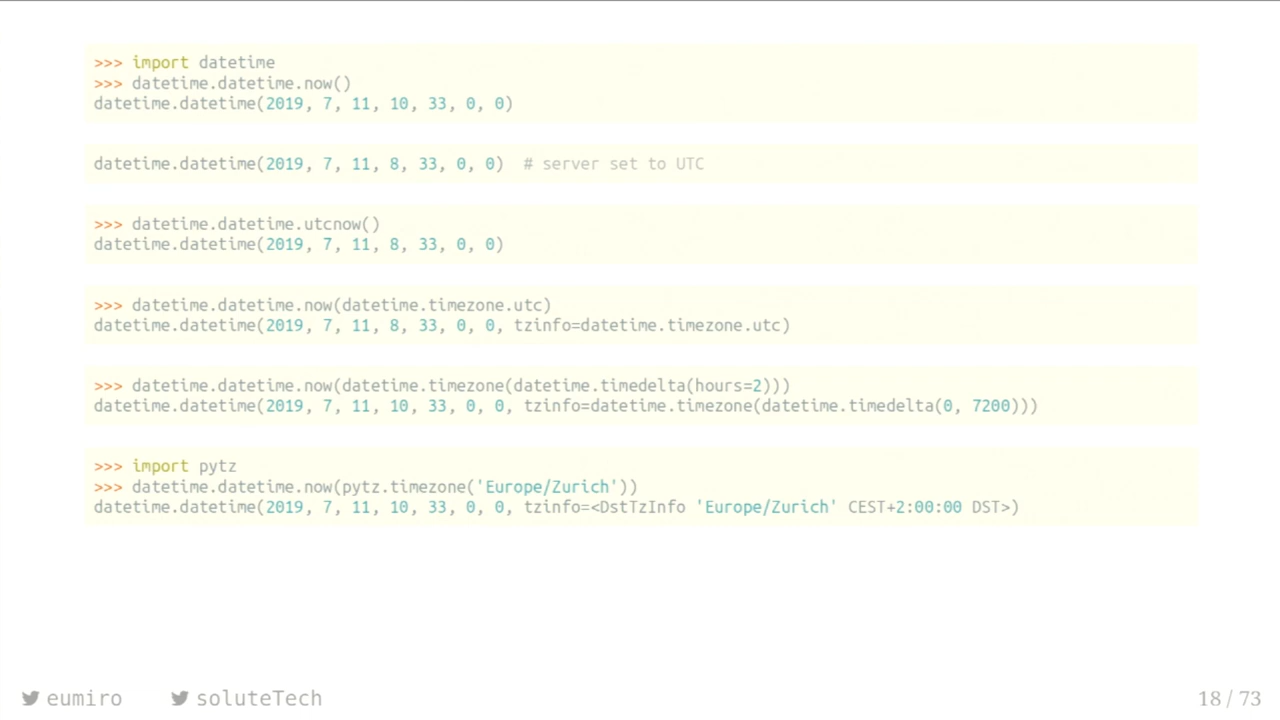 >>> import datetime
>>> datetime.datetime.now()
datetime.datetime(2019, 7, 11, 10, 33, 0, 0)
datetime.datetime(2019, 7, 11, 8, 33, 0, 0)  # server set to UTC
>>> datetime.datetime.utcnow()
datetime.datetime(2019, 7, 11, 8, 33, 0, 0)
>>> datetime.datetime.now(datetime.timezone.utc)
datetime.datetime(2019, 7, 11, 8, 33, 0, 0, tzinfo=datetime.timezone.utc)
>>> datetime.datetime.now(datetime.timezone(datetime.timedelta(hours=2)))
datetime.datetime(2019, 7, 11, 10, 33, 0, 0, tzinfo=datetime.timezone(datetime.timedelta(0, 7200)))
>>> import pytz
>>> datetime.datetime.now(pytz.timezone('Europe/Zurich'))
datetime.datetime(2019, 7, 11, 10, 33, 0, 0, tzinfo=<DstTzInfo 'Europe/Zurich' CEST+2:00:00 DST>)
eumiro soluteTech 18 / 73